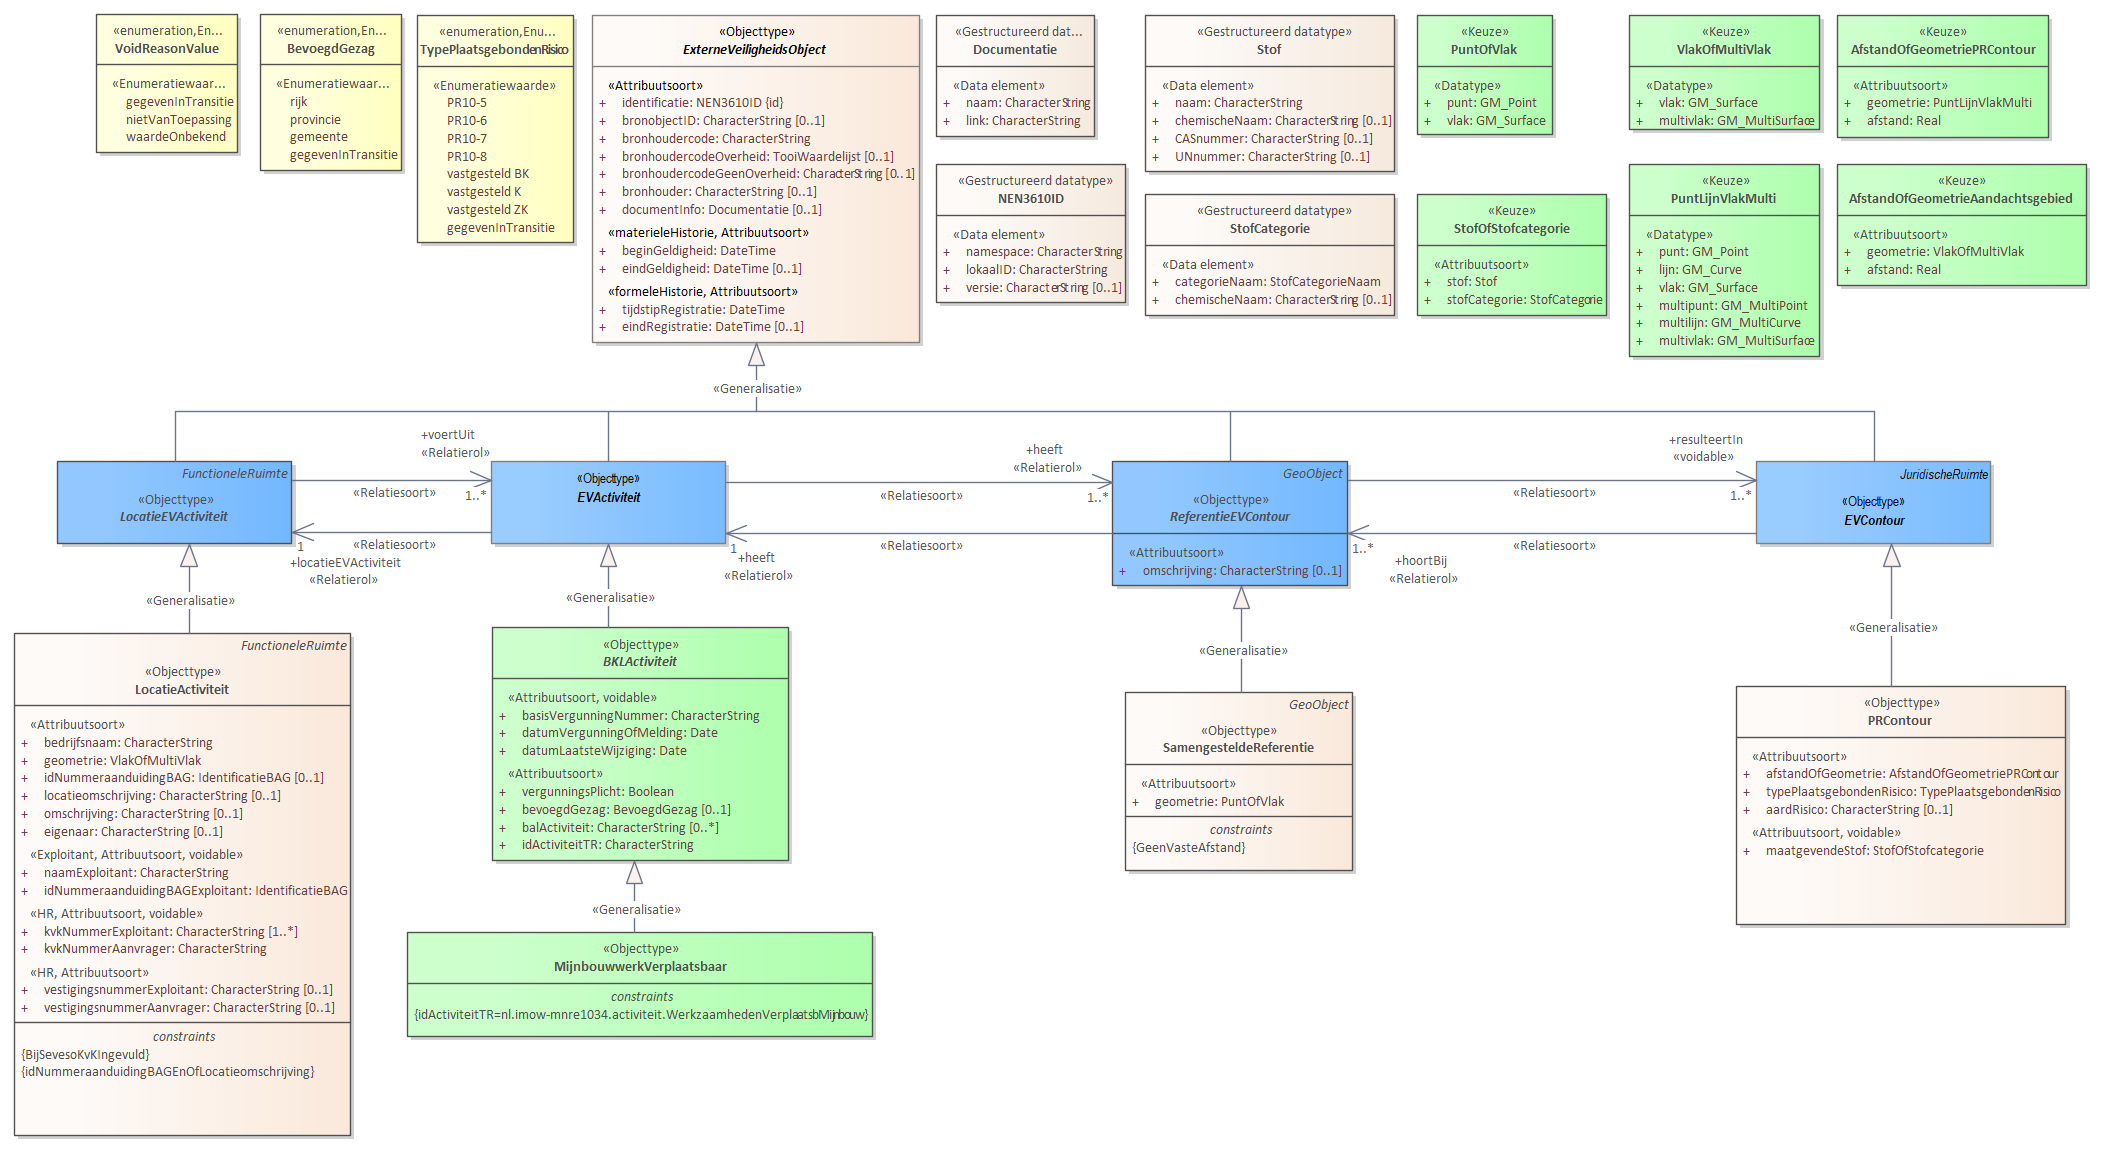 «enumeration,En...
VoidReasonValue
«Enumeratiewaar...
gegevenInTransitie
nietVanToepassing
waardeOnbekend
«enumeration,En...
BevoegdGezag
«Enumeratiewaar...
rijk
provincie
gemeente
gegevenInTransitie
«enumeration,Enu...
TypePlaatsgebondenRisico
«Enumeratiewaarde»
PR10-5
PR10-6
PR10-7
PR10-8
vastgesteld BK
vastgesteld K
vastgesteld ZK
gegevenInTransitie
«Objecttype»
ExterneVeiligheidsObject
«Attribuutsoort»
+ identificatie: NEN3610ID {id}
+ bronobjectID: CharacterString [0..1]
+ bronhoudercode: CharacterString
+ bronhoudercodeOverheid: TooiWaardelijst [0..1]
+ bronhoudercodeGeenOverheid: CharacterString [0..1]
+ bronhouder: CharacterString [0..1]
+ documentInfo: Documentatie [0..1]
«materieleHistorie, Attribuutsoort»
+ beginGeldigheid: DateTime
+ eindGeldigheid: DateTime [0..1]
«formeleHistorie, Attribuutsoort»
+ tijdstipRegistratie: DateTime
+ eindRegistratie: DateTime [0..1]
«Gestructureerd dat...
Documentatie
«Data element»
+ naam: CharacterString
+ link: CharacterString
«Gestructureerd datatype»
NEN3610ID
«Data element»
+ namespace: CharacterString
+ lokaalID: CharacterString
+ versie: CharacterString [0..1]
«Gestructureerd datatype»
Stof
«Data element»
+ naam: CharacterString
+ chemischeNaam: CharacterString [0..1]
+ CASnummer: CharacterString [0..1]
+ UNnummer: CharacterString [0..1]
«Gestructureerd datatype»
StofCategorie
«Data element»
+ categorieNaam: StofCategorieNaam
+ chemischeNaam: CharacterString [0..1]
«Keuze»
PuntOfVlak
«Datatype»
+ punt: GM_Point
+ vlak: GM_Surface
«Keuze»
StofOfStofcategorie
«Attribuutsoort»
+ stof: Stof
+ stofCategorie: StofCategorie
«Keuze»
VlakOfMultiVlak
«Datatype»
+ vlak: GM_Surface
+ multivlak: GM_MultiSurface
«Keuze»
PuntLijnVlakMulti
«Datatype»
+ punt: GM_Point
+ lijn: GM_Curve
+ vlak: GM_Surface
+ multipunt: GM_MultiPoint
+ multilijn: GM_MultiCurve
+ multivlak: GM_MultiSurface
«Keuze»
AfstandOfGeometriePRContour
«Attribuutsoort»
+ geometrie: PuntLijnVlakMulti
+ afstand: Real
«Keuze»
AfstandOfGeometrieAandachtsgebied
«Attribuutsoort»
+ geometrie: VlakOfMultiVlak
+ afstand: Real
«Generalisatie»
FunctioneleRuimte
«Objecttype»
LocatieEVActiviteit
+voertUit
«Relatierol»
«Relatiesoort»
1..*
«Relatiesoort»
1
+locatieEVActiviteit
«Relatierol»
«Objecttype»
EVActiviteit
+heeft
«Relatierol»
«Relatiesoort»
1..*
«Relatiesoort»
1
+heeft
«Relatierol»
GeoObject
«Objecttype»
ReferentieEVContour
«Attribuutsoort»
+ omschrijving: CharacterString [0..1]
+resulteertIn
«voidable»
«Relatiesoort»
1..*
«Relatiesoort»
1..*
+hoortBij
«Relatierol»
JuridischeRuimte
«Objecttype»
EVContour
«Generalisatie»
«Generalisatie»
«Generalisatie»
«Generalisatie»
FunctioneleRuimte
«Objecttype»
LocatieActiviteit
«Attribuutsoort»
+ bedrijfsnaam: CharacterString
+ geometrie: VlakOfMultiVlak
+ idNummeraanduidingBAG: IdentificatieBAG [0..1]
+ locatieomschrijving: CharacterString [0..1]
+ omschrijving: CharacterString [0..1]
+ eigenaar: CharacterString [0..1]
«Exploitant, Attribuutsoort, voidable»
+ naamExploitant: CharacterString
+ idNummeraanduidingBAGExploitant: IdentificatieBAG
«HR, Attribuutsoort, voidable»
+ kvkNummerExploitant: CharacterString [1..*]
+ kvkNummerAanvrager: CharacterString
«HR, Attribuutsoort»
+ vestigingsnummerExploitant: CharacterString [0..1]
+ vestigingsnummerAanvrager: CharacterString [0..1]
constraints
{BijSevesoKvKIngevuld}
{idNummeraanduidingBAGEnOfLocatieomschrijving}
«Objecttype»
BKLActiviteit
«Attribuutsoort, voidable»
+ basisVergunningNummer: CharacterString
+ datumVergunningOfMelding: Date
+ datumLaatsteWijziging: Date
«Attribuutsoort»
+ vergunningsPlicht: Boolean
+ bevoegdGezag: BevoegdGezag [0..1]
+ balActiviteit: CharacterString [0..*]
+ idActiviteitTR: CharacterString
«Generalisatie»
«Objecttype»
MijnbouwwerkVerplaatsbaar
constraints
{idActiviteitTR=nl.imow-mnre1034.activiteit.WerkzaamhedenVerplaatsbMijnbouw}
GeoObject
«Objecttype»
SamengesteldeReferentie
«Attribuutsoort»
+ geometrie: PuntOfVlak
constraints
{GeenVasteAfstand}
«Objecttype»
PRContour
«Attribuutsoort»
+ afstandOfGeometrie: AfstandOfGeometriePRContour
+ typePlaatsgebondenRisico: TypePlaatsgebondenRisico
+ aardRisico: CharacterString [0..1]
«Attribuutsoort, voidable»
+ maatgevendeStof: StofOfStofcategorie